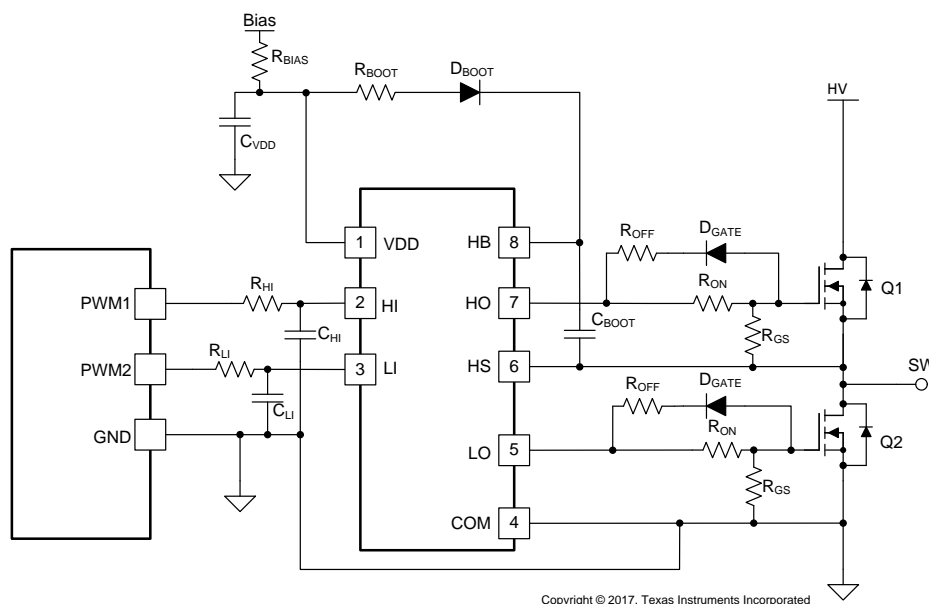 Bias
RBIAS
RBOOT
DBOOT
HV
CVDD
1
VDD
HB
8
ROFF
DGATE
PWM1
RHI
2
HI
HO
7
RON
Q1
CHI
CBOOT
RGS
PWM2
RLI
3
LI
HS
6
SW
ROFF
DGATE
CLI
GND
LO
5
RON
Q2
RGS
COM
4
Copyright © 2017, Texas Instruments Incorporated